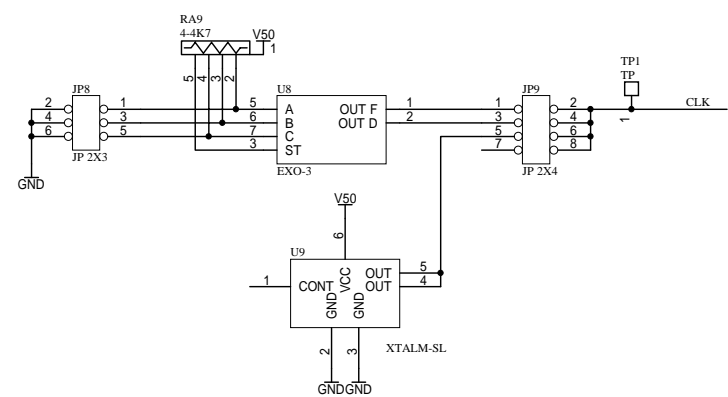 RA9
4-4K7
V50
1
5
4
3
2
TP1
TP
1
CLK
JP8
2 1
4 3
6 5
JP 2X3
GND
U8
5 A OUT F 1
6 B OUT D 2
7 C
3 ST
EXO-3
JP9
1 2
3 4
5 6
7 8
JP 2X4
V50
6
U9
1 CONT VCC OUT 5
OUT 4
GND GND
2 3
XTALM-SL
GND GND